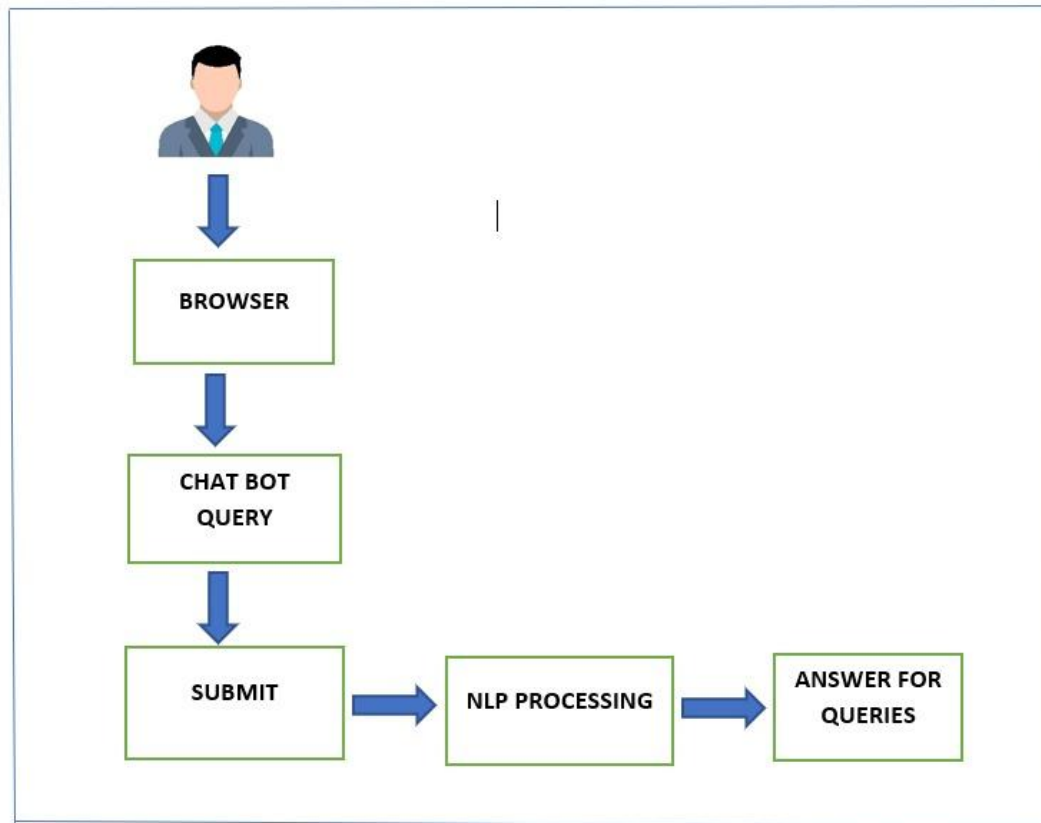 BROWSER
CHAT BOT
QUERY
SUBMIT
NLP PROCESSING
ANSWER FOR
QUERIES